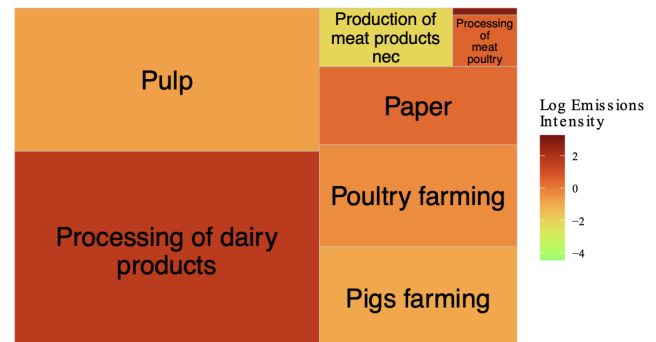 Pulp
Processing of dairy
products
Production of
meat products
nec
Processing
of
meat
poultry
Paper
Poultry farming
Pigs farming
Log Emissions
Intensity
2
0
−2
−4